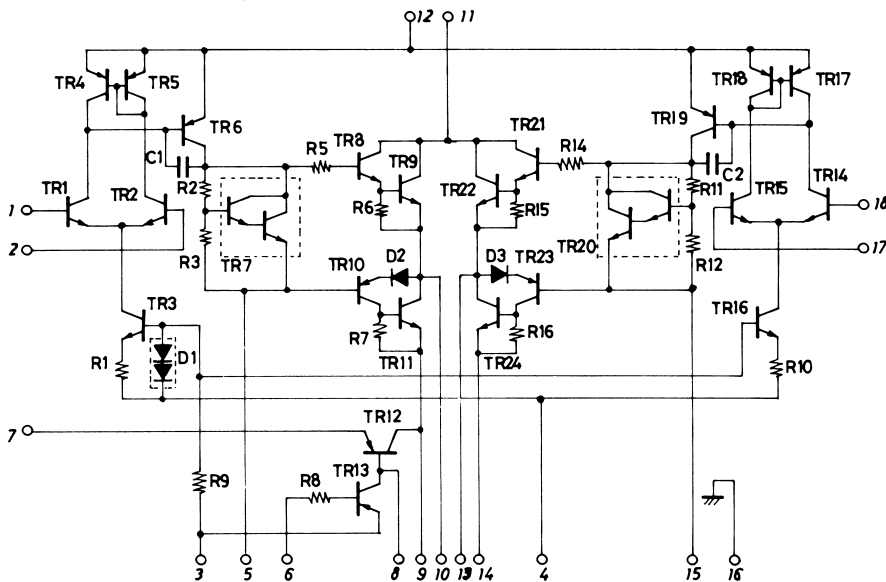 12 11
TR4 TR5 TR18 TR17
TR6 TR19
TR8 TR21
R5 TR9 R14
C1 C2
R2 R11
TR1 TR2 TR22 TR15 TR14
1 R6 R15 18
2 17
R3 TR7 TR20 R12
D2 D3
TR10 TR23
TR3 TR16
R7 R16
R1 D1 TR11 TR24 R10
TR12
7
R9 R8 TR13
3 5 6 8 9 10 13 14 4 15 16